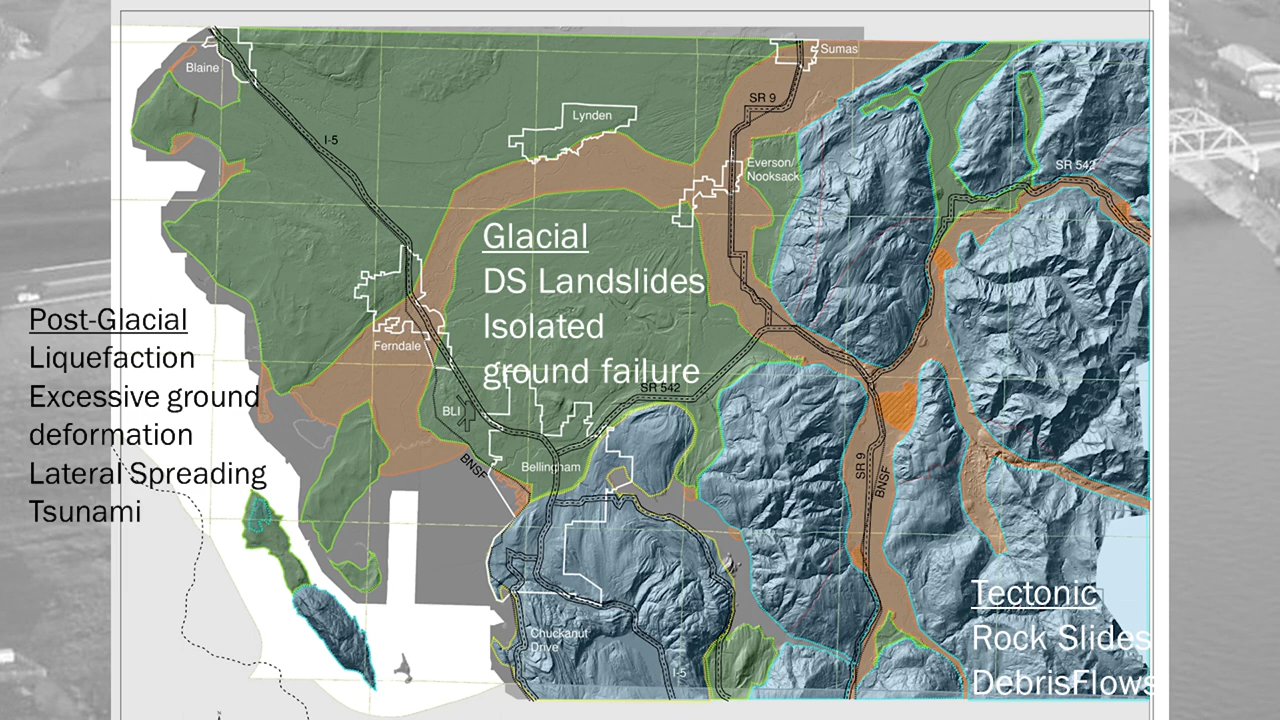 Blaine
I-5
Lynden
SR 9
Sumas
Everson/
Nooksack
SR 542
Glacial
DS Landslides
Isolated
ground failure
Post-Glacial
Liquefaction
Excessive ground
deformation
Lateral Spreading
Tsunami
Ferndale
BLI
SR 542
BNSF
Bellingham
SR 9
BNSF
Chuckanut
Drive
I-5
Tectonic
Rock Slides
DebrisFlows
N